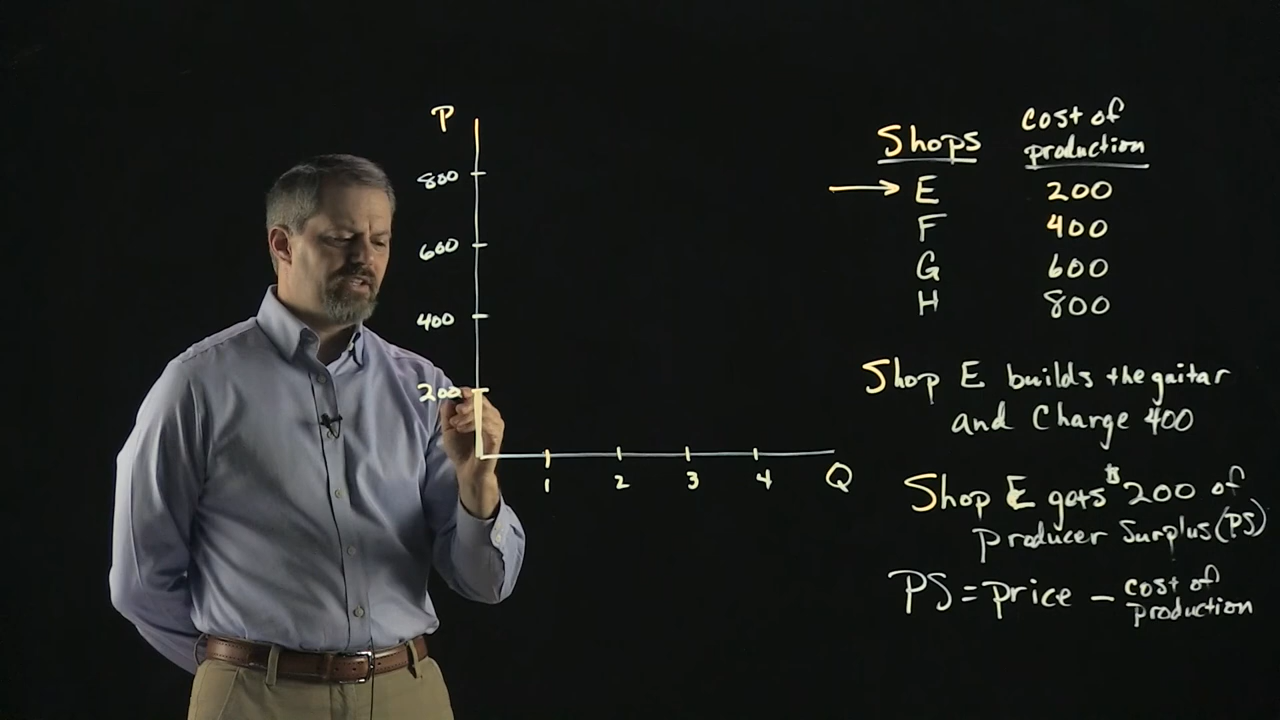 P
800
600
400
200
1 2 3 4 Q
Shops
cost of
production
E 200
F 400
G 600
H 800
Shop E builds the guitar
and Charge 400
Shop E gets $200 of
producer Surplus (PS)
PS = price - cost of
production